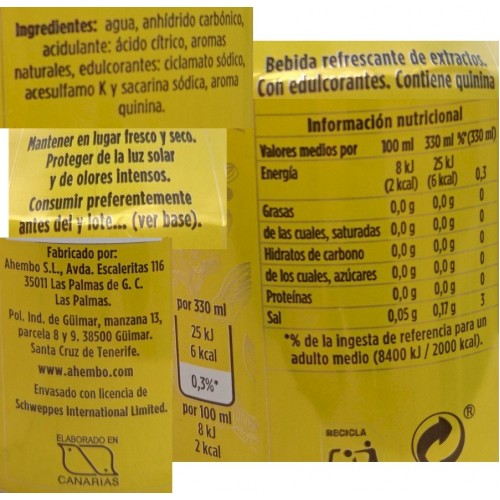 Ingredientes: agua, anhídrido carbónico,
acidulante: ácido cítrico, aromas
naturales, edulcorantes: ciclamato sódico,
acesulfamo K y sacarina sódica, aroma
quinina.
Mantener en lugar fresco y seco.
Proteger de la luz solar
y de olores intensos.
Consumir preferentemente
antes del y lote... (ver base).
Fabricado por:
Ahembo S.L., Avda. Escaleritas 116
35011 Las Palmas de G. C.
Las Palmas.
Pol. Ind. de Güimar, manzana 13,
parcela 8 y 9. 38500 Güimar.
Santa Cruz de Tenerife.
www.ahembo.com
Envasado con licencia de
Schweppes International Limited.
ELABORADO EN
CANARIAS
por 330 ml
25 kJ
6 kcal
0,3%*
por 100 ml
8 kJ
2 kcal
Bebida refrescante de extractos.
Con edulcorantes. Contiene quinina
Información nutricional
Valores medios por 100 ml 330 ml %*(330 ml)
Energía 8 kJ 25 kJ
(2 kcal) (6 kcal) 0,3
Grasas 0,0 g 0,0 g 0
de las cuales, saturadas 0,0 g 0,0 g 0
Hidratos de carbono 0,0 g 0,0 g 0
de los cuales, azúcares 0,0 g 0,0 g 0
Proteínas 0,0 g 0,0 g 0
Sal 0,05 g 0,17 g 3
*% de la ingesta de referencia para un
adulto medio (8400 kJ / 2000 kcal).
RECICLA
®